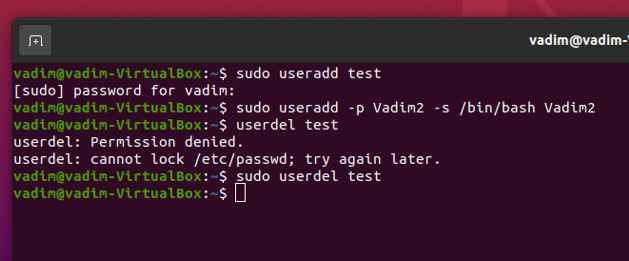 vadim@vadim-V
vadim@vadim-VirtualBox:~$ sudo useradd test
[sudo] password for vadim:
vadim@vadim-VirtualBox:~$ sudo useradd -p Vadim2 -s /bin/bash Vadim2
vadim@vadim-VirtualBox:~$ userdel test
userdel: Permission denied.
userdel: cannot lock /etc/passwd; try again later.
vadim@vadim-VirtualBox:~$ sudo userdel test
vadim@vadim-VirtualBox:~$